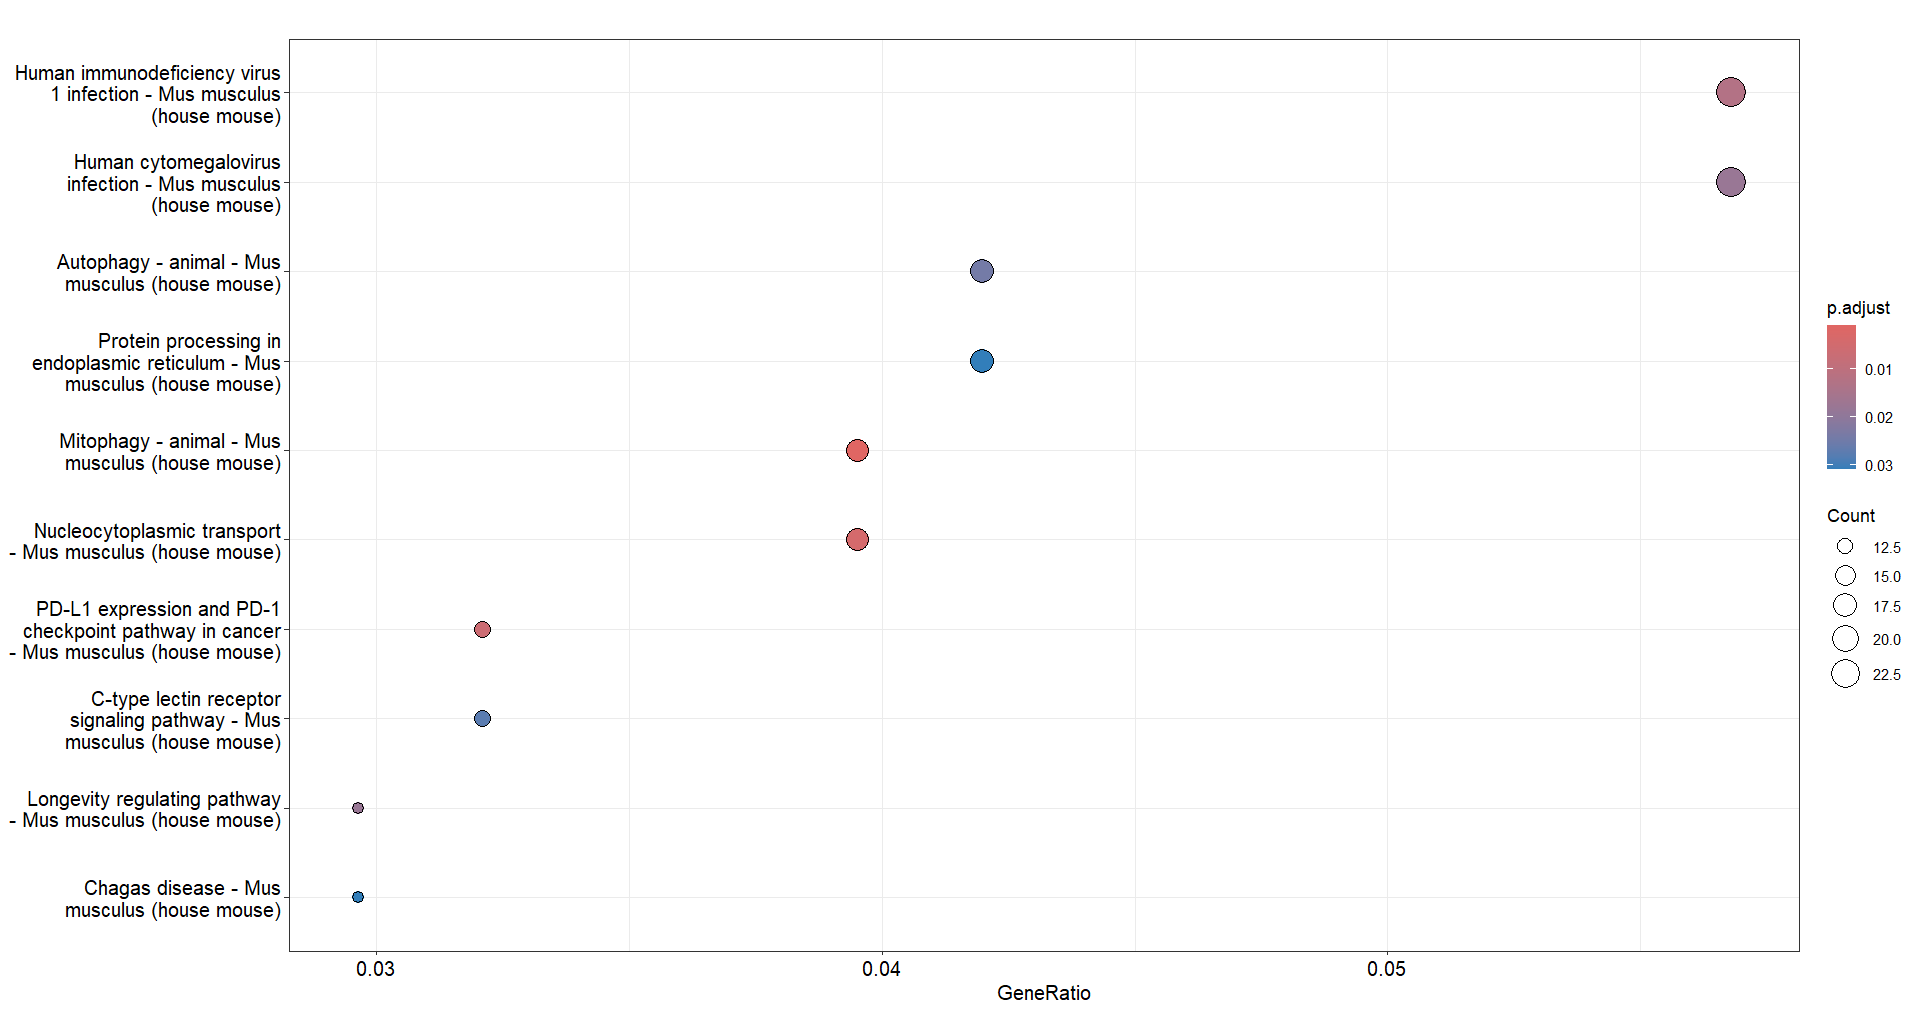 Human immunodeficiency virus
1 infection - Mus musculus
(house mouse)
Human cytomegalovirus
infection - Mus musculus
(house mouse)
Autophagy - animal - Mus
musculus (house mouse)
Protein processing in
endoplasmic reticulum - Mus
musculus (house mouse)
Mitophagy - animal - Mus
musculus (house mouse)
Nucleocytoplasmic transport
- Mus musculus (house mouse)
PD-L1 expression and PD-1
checkpoint pathway in cancer
- Mus musculus (house mouse)
C-type lectin receptor
signaling pathway - Mus
musculus (house mouse)
Longevity regulating pathway
- Mus musculus (house mouse)
Chagas disease - Mus
musculus (house mouse)
0.03
0.04
0.05
GeneRatio
p.adjust
0.01
0.02
0.03
Count
12.5
15.0
17.5
20.0
22.5